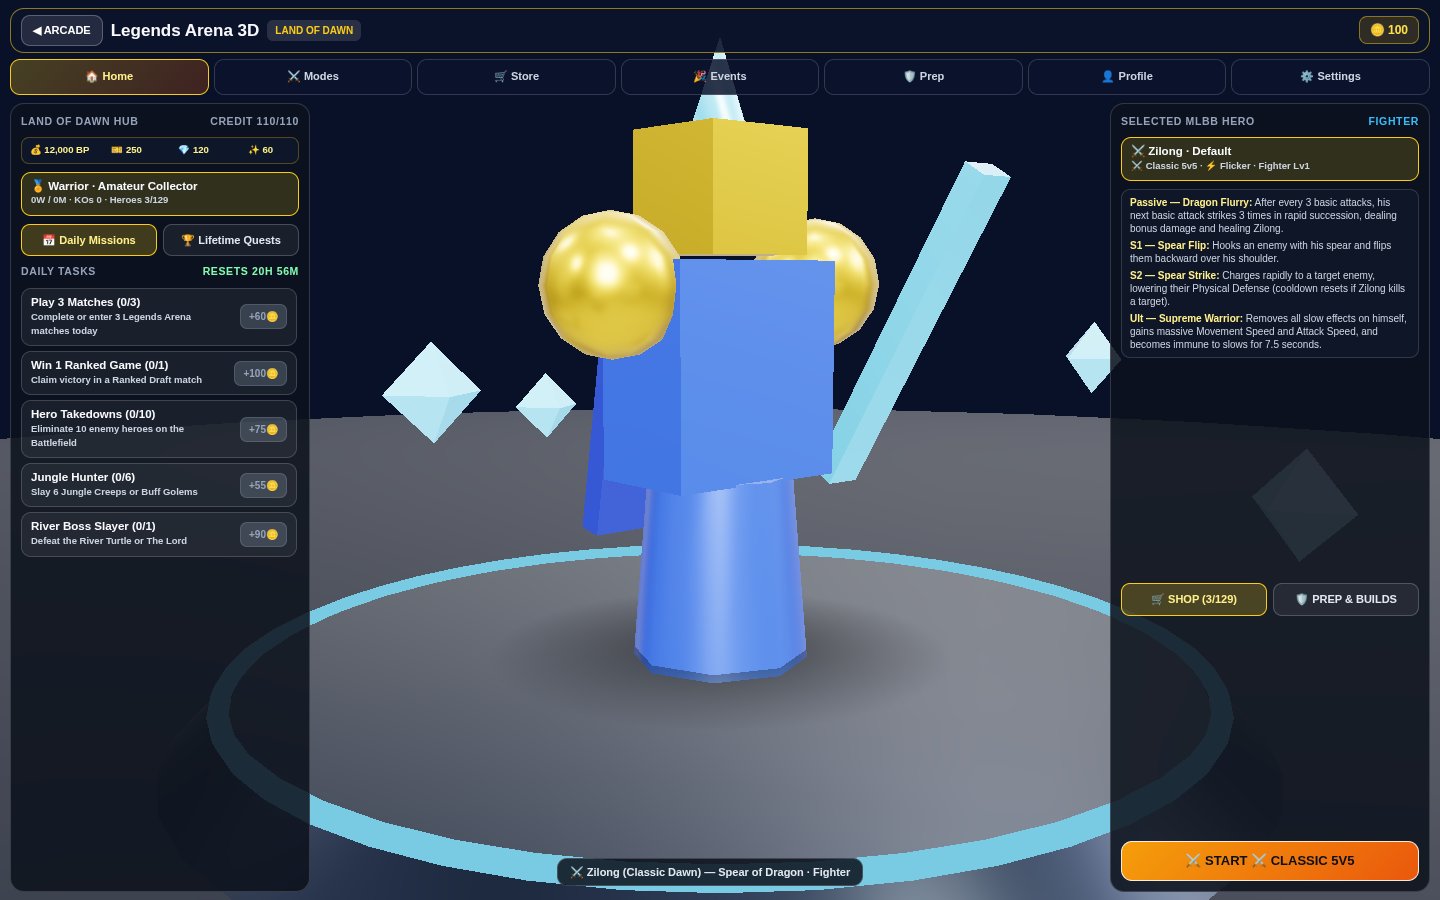 ◀ ARCADE
Legends Arena 3D
LAND OF DAWN
🪙 100
🏠 Home
⚔️ Modes
🛒 Store
🎉 Events
🛡️ Prep
👤 Profile
⚙️ Settings
LAND OF DAWN HUB
CREDIT 110/110
💰 12,000 BP 🎫 250 💎 120 ✨ 60
🏅 Warrior · Amateur Collector
0W / 0M · KOs 0 · Heroes 3/129
📅 Daily Missions
🏆 Lifetime Quests
DAILY TASKS
RESETS 20H 56M
Play 3 Matches (0/3)
Complete or enter 3 Legends Arena
matches today
+60🪙
Win 1 Ranked Game (0/1)
Claim victory in a Ranked Draft match
+100🪙
Hero Takedowns (0/10)
Eliminate 10 enemy heroes on the
Battlefield
+75🪙
Jungle Hunter (0/6)
Slay 6 Jungle Creeps or Buff Golems
+55🪙
River Boss Slayer (0/1)
Defeat the River Turtle or The Lord
+90🪙
SELECTED MLBB HERO
FIGHTER
⚔️ Zilong · Default
⚔️ Classic 5v5 · ⚡ Flicker · Fighter Lv1
Passive — Dragon Flurry: After every 3 basic attacks, his
next basic attack strikes 3 times in rapid succession, dealing
bonus damage and healing Zilong.
S1 — Spear Flip: Hooks an enemy with his spear and flips
them backward over his shoulder.
S2 — Spear Strike: Charges rapidly to a target enemy,
lowering their Physical Defense (cooldown resets if Zilong kills
a target).
Ult — Supreme Warrior: Removes all slow effects on himself,
gains massive Movement Speed and Attack Speed, and
becomes immune to slows for 7.5 seconds.
🛒 SHOP (3/129)
🛡️ PREP & BUILDS
⚔️ START ⚔️ CLASSIC 5V5
⚔️ Zilong (Classic Dawn) — Spear of Dragon · Fighter